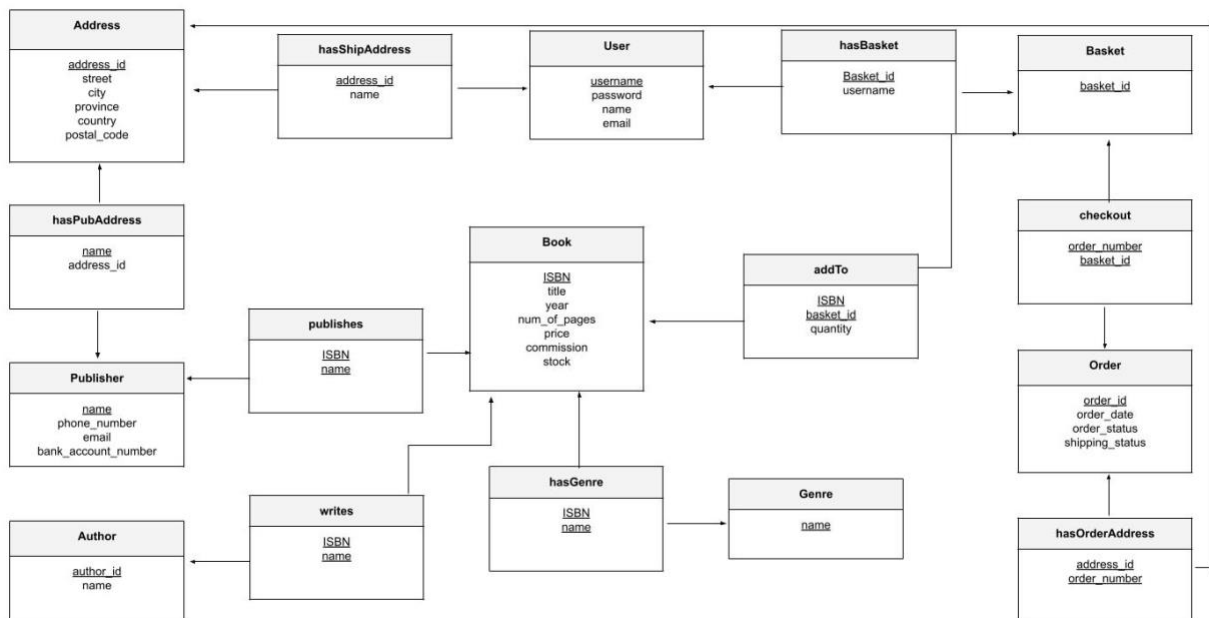 Address
address_id
street
city
province
country
postal_code
hasShipAddress
address_id
name
User
username
password
name
email
hasBasket
Basket_id
username
Basket
basket_id
hasPubAddress
name
address_id
Book
ISBN
title
year
num_of_pages
price
commission
stock
addTo
ISBN
basket_id
quantity
checkout
order_number
basket_id
publishes
ISBN
name
Publisher
name
phone_number
email
bank_account_number
Order
order_id
order_date
order_status
shipping_status
writes
ISBN
name
hasGenre
ISBN
name
Genre
name
Author
author_id
name
hasOrderAddress
address_id
order_number